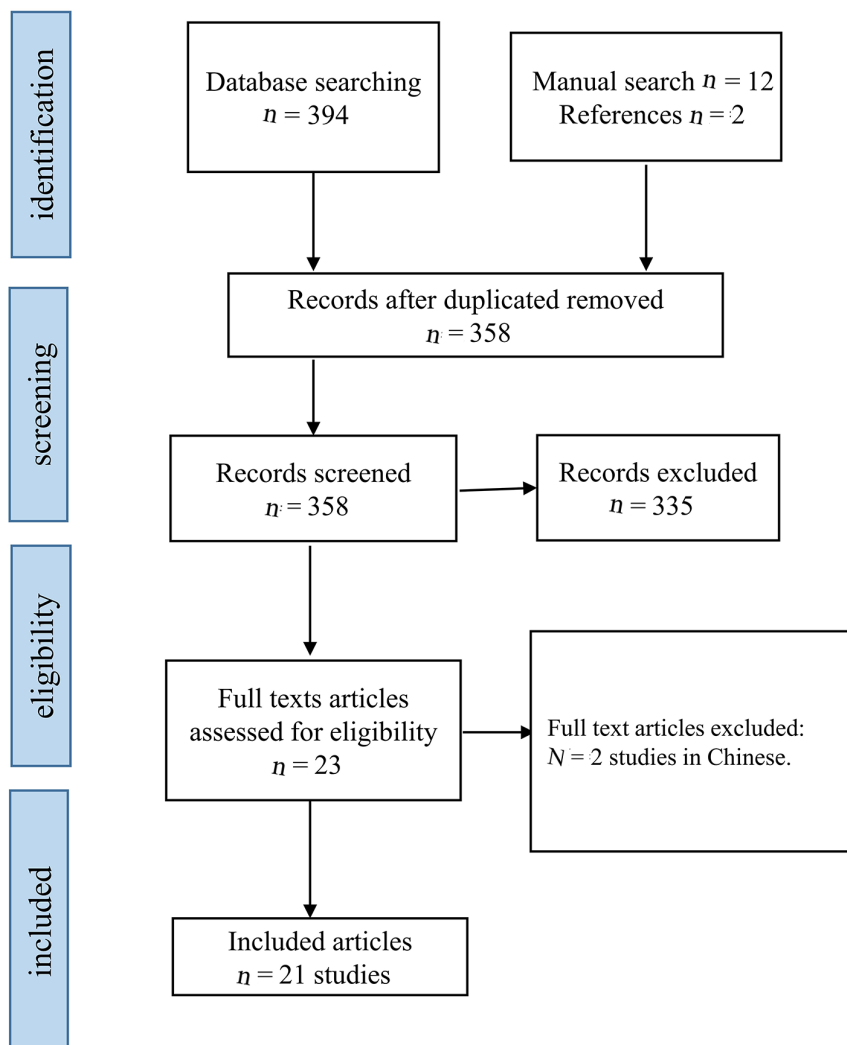 identification
Database searching
n = 394
Manual search n = 12
References n = 2
Records after duplicated removed
n = 358
screening
Records screened
n = 358
Records excluded
n = 335
eligibility
Full texts articles
assessed for eligibility
n = 23
Full text articles excluded:
N = 2 studies in Chinese.
included
Included articles
n = 21 studies